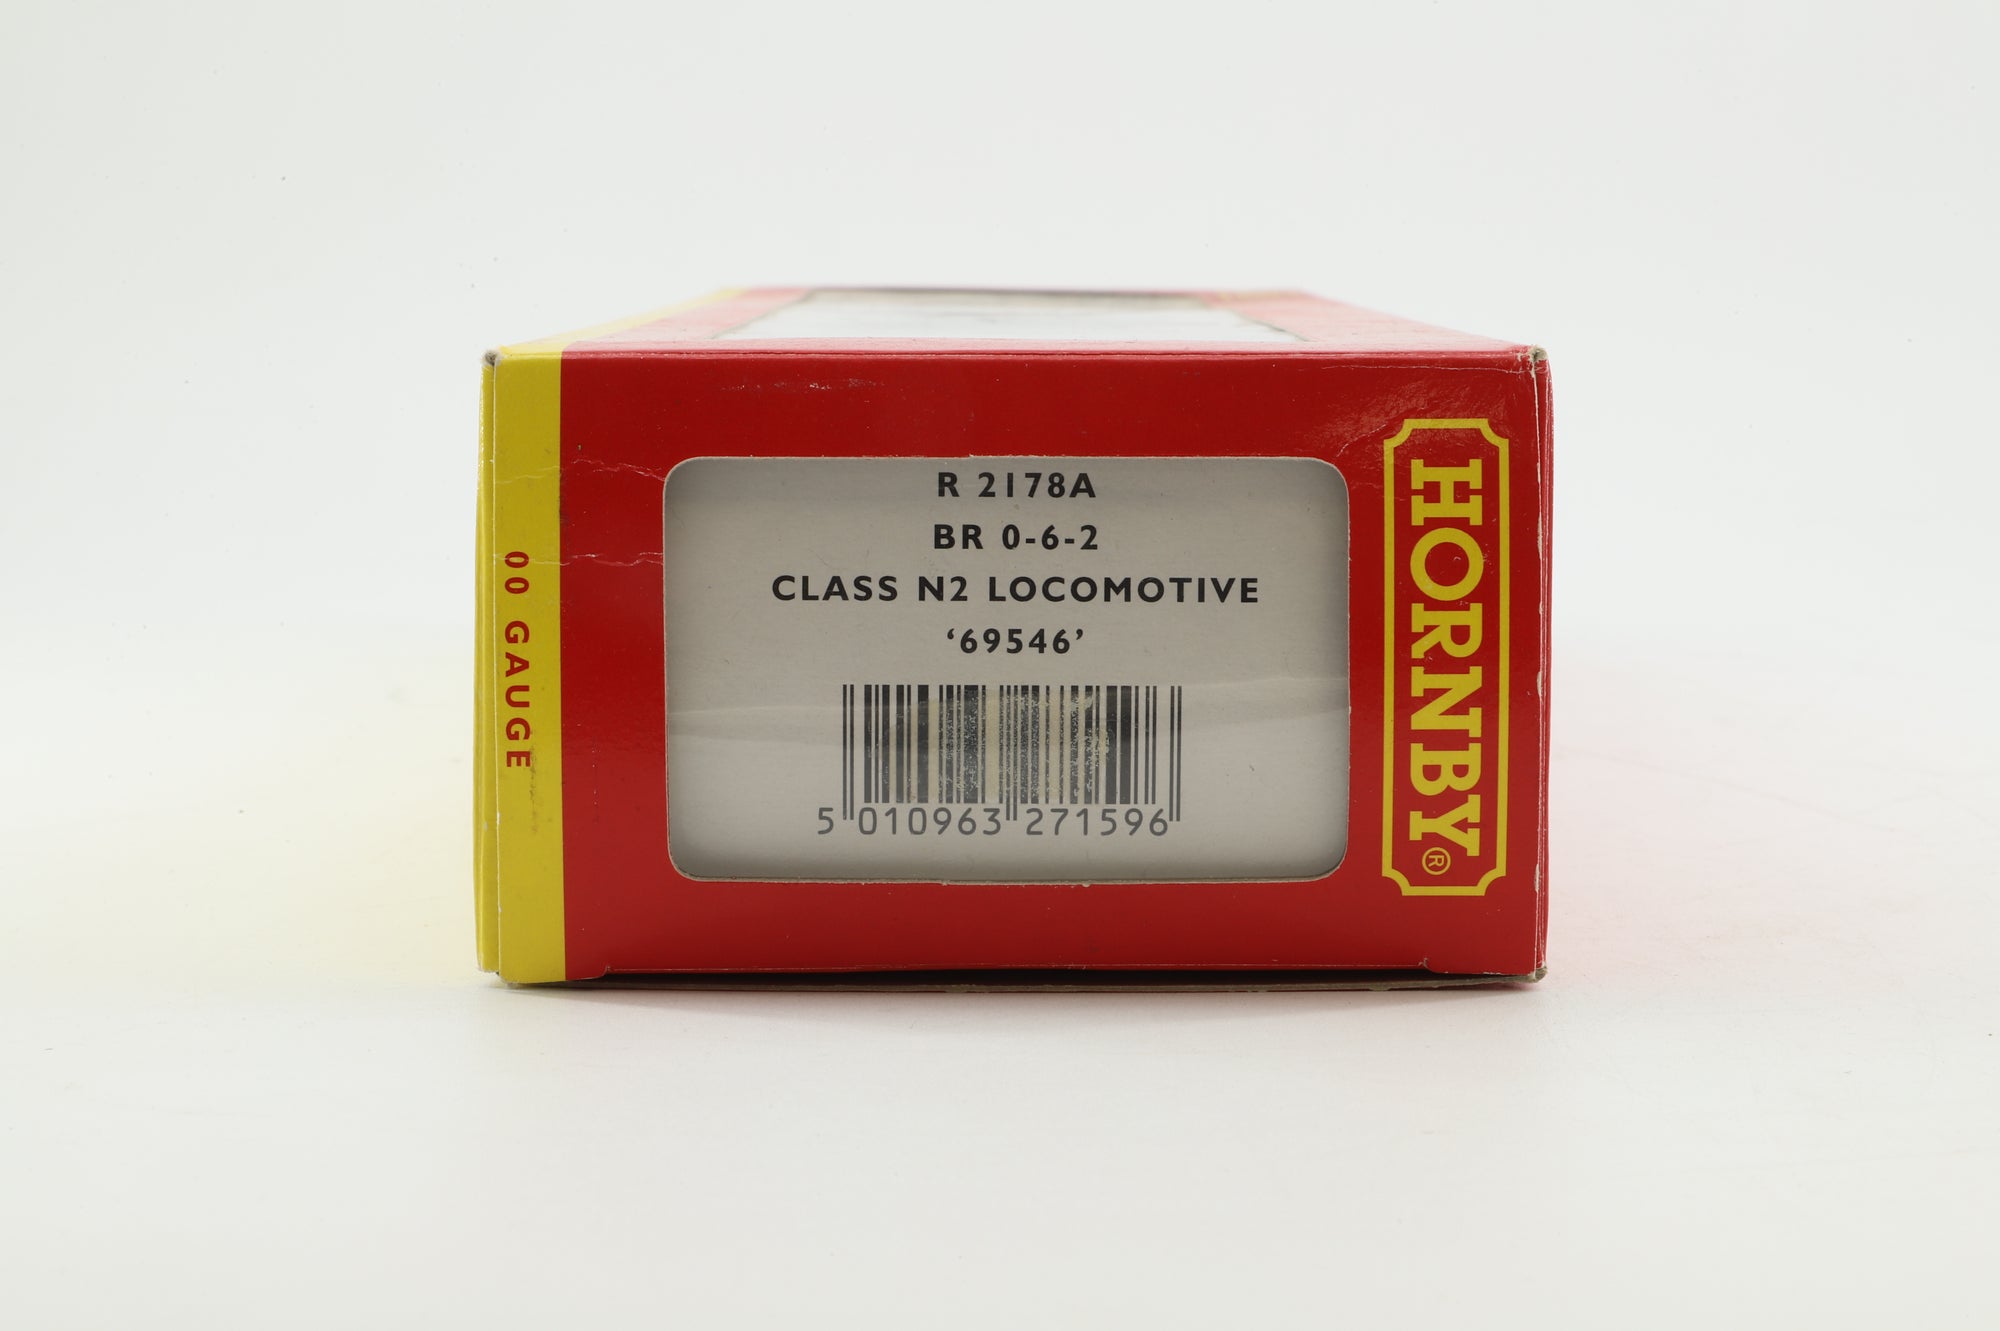 00 GAUGE
R 2178A
BR 0-6-2
CLASS N2 LOCOMOTIVE
‘69546’
5 010963 271596
HORNBY®